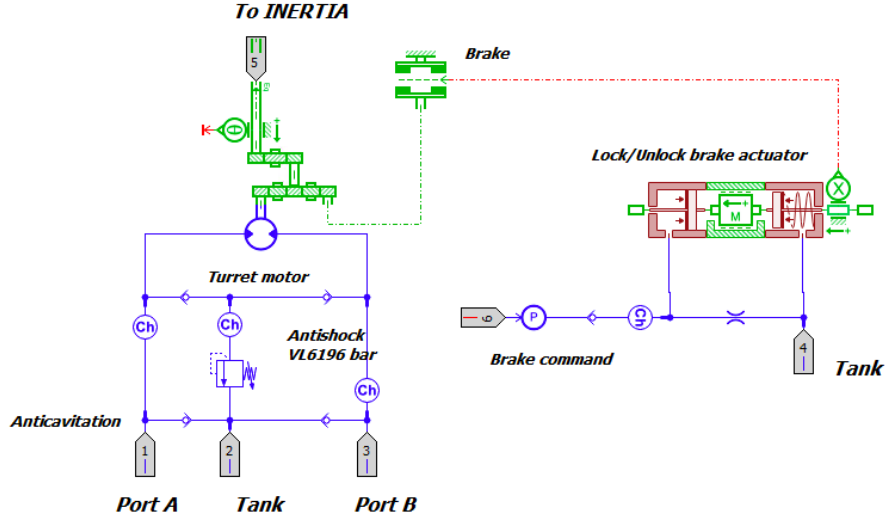 To INERTIA
5
Brake
θ
Lock/Unlock brake actuator
X
M
Turret motor
Ch
Ch
Antishock
VL6196 bar
Ch
6
P
Ch
Brake command
4
Tank
Anticavitation
1
2
3
Port A
Tank
Port B